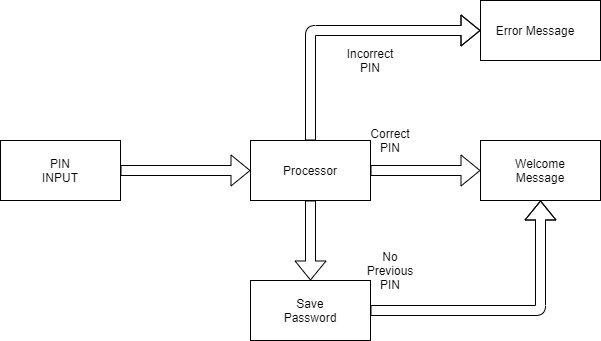 Error Message
Incorrect
PIN
Correct
PIN
PIN
INPUT
Processor
Welcome
Message
No
Previous
PIN
Save
Password